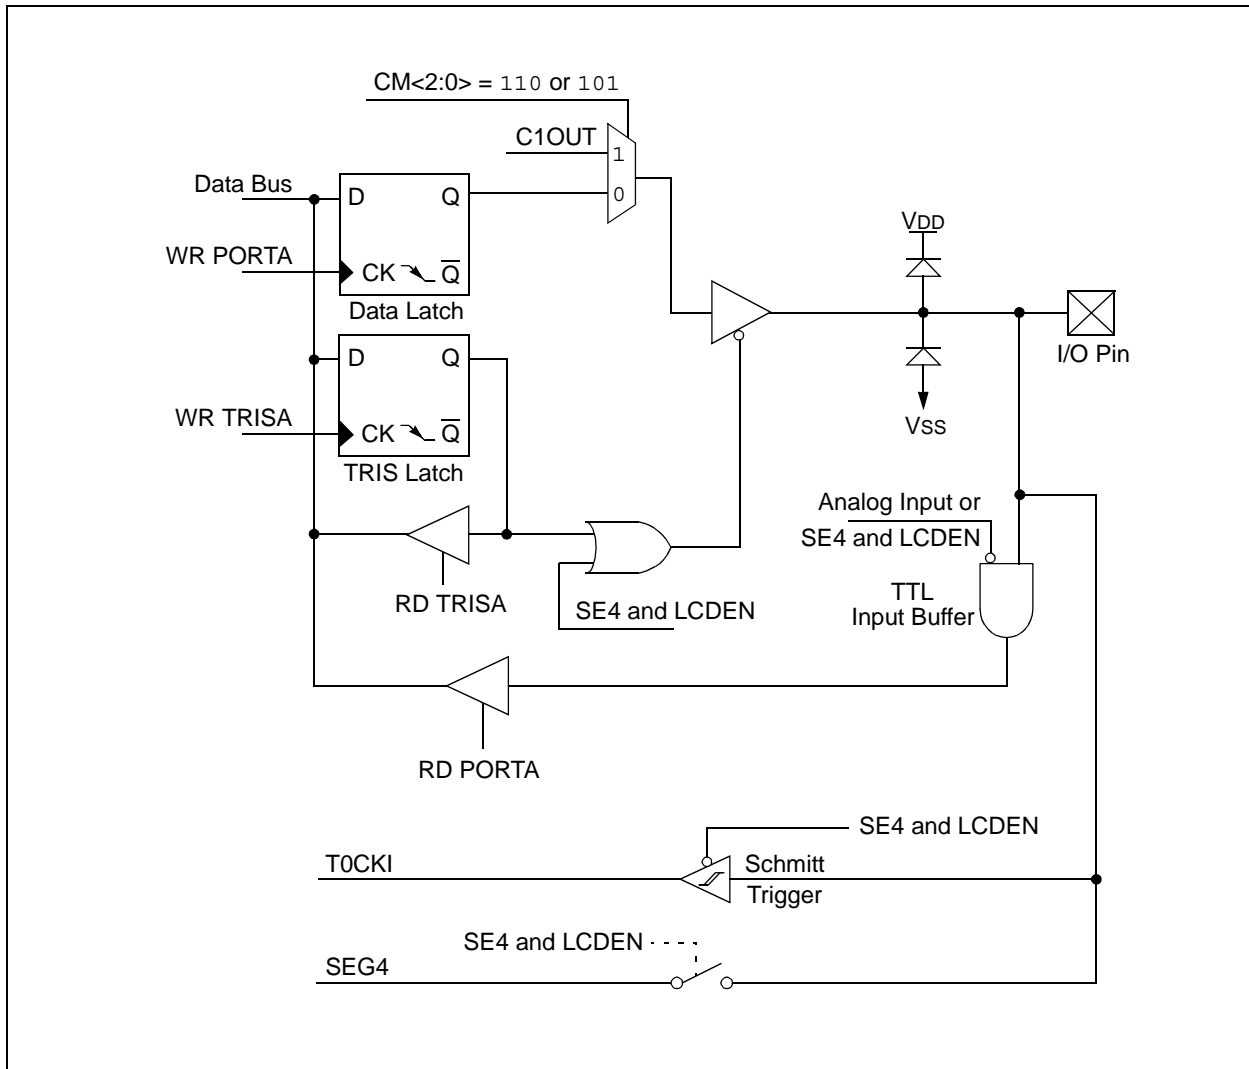 CM<2:0> = 110 or 101
C1OUT
1
0
Data Bus
D
Q
WR PORTA
CK
Q̅
Data Latch
VDD
I/O Pin
VSS
D
Q
WR TRISA
CK
Q̅
TRIS Latch
Analog Input or
SE4 and LCDEN
TTL
Input Buffer
RD TRISA
SE4 and LCDEN
RD PORTA
SE4 and LCDEN
T0CKI
Schmitt
Trigger
SE4 and LCDEN
SEG4